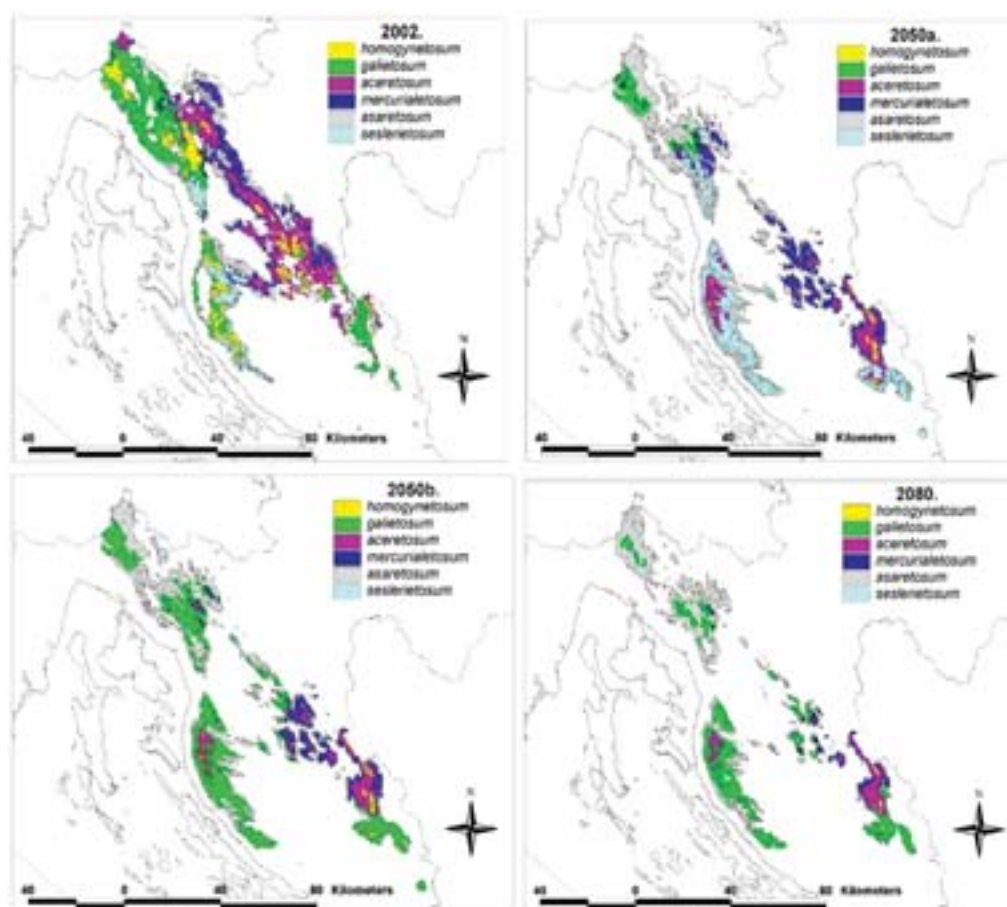 2002.
homogynetosum
galietosum
aceretosum
mercurialetosum
asaretosum
seslerietosum
N
40 0 40 80 Kilometers
2050a.
homogynetosum
galietosum
aceretosum
mercurialetosum
asaretosum
seslerietosum
N
40 0 40 80 Kilometers
2050b.
homogynetosum
galietosum
aceretosum
mercurialetosum
asaretosum
seslerietosum
N
40 0 40 80 Kilometers
2080.
homogynetosum
galietosum
aceretosum
mercurialetosum
asaretosum
seslerietosum
N
40 0 40 80 Kilometers